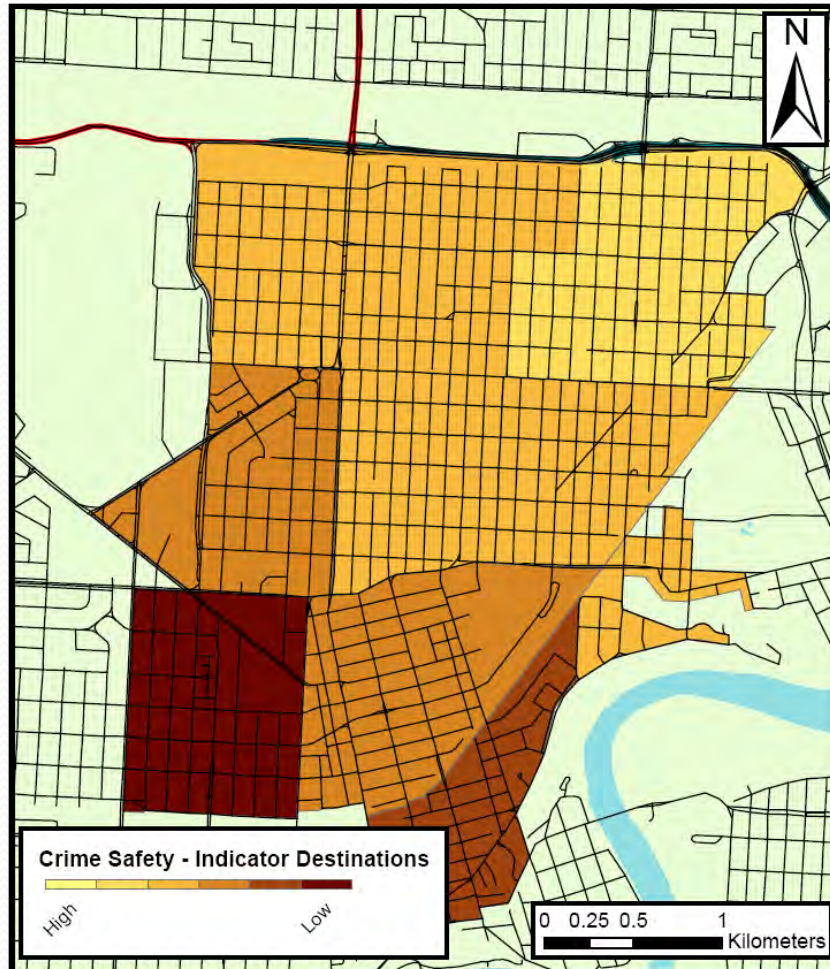 N
Crime Safety - Indicator Destinations
High
Low
0 0.25 0.5 1
Kilometers